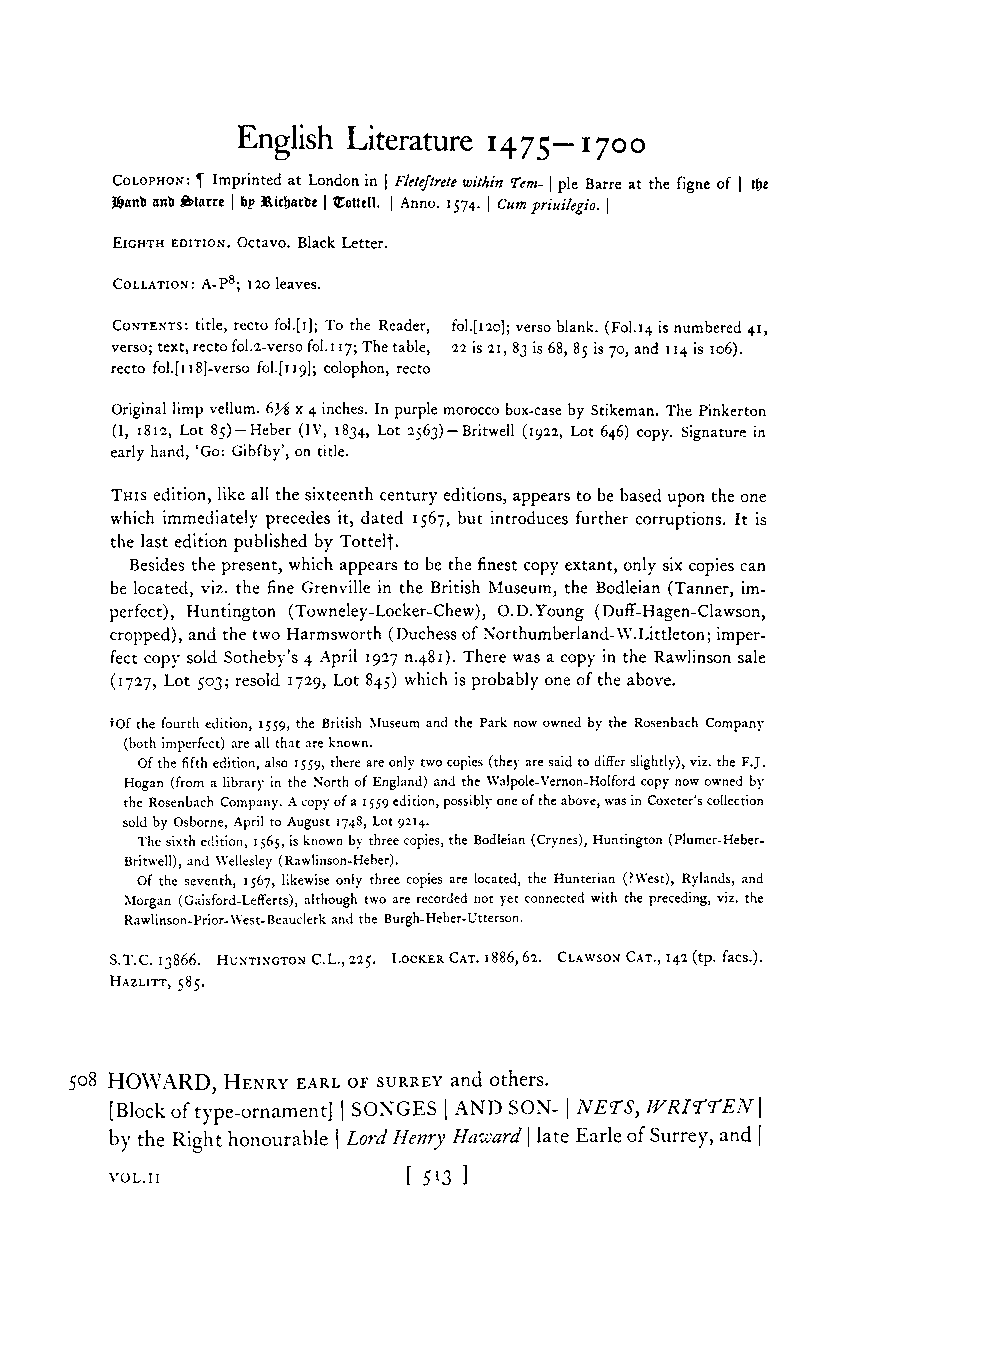 English Literature 1475–1700
COLOPHON: ¶ Imprinted at London in | Fleteſtrete within Tem- | ple Barre at the ſigne of | the
Hand and Starre | by Richarde | Tottell. | Anno. 1574. | Cum priuilegio. |
EIGHTH EDITION. Octavo. Black Letter.
COLLATION: A-P⁸; 120 leaves.
CONTENTS: title, recto fol.[1]; To the Reader,
verso; text, recto fol.2-verso fol.117; The table,
recto fol.[118]-verso fol.[119]; colophon, recto
fol.[120]; verso blank. (Fol.14 is numbered 41,
22 is 21, 83 is 68, 85 is 70, and 114 is 106).
Original limp vellum. 6⅛ x 4 inches. In purple morocco box-case by Stikeman. The Pinkerton
(I, 1812, Lot 85)—Heber (IV, 1834, Lot 2563)—Britwell (1922, Lot 646) copy. Signature in
early hand, 'Go: Gibſby', on title.
THIS edition, like all the sixteenth century editions, appears to be based upon the one
which immediately precedes it, dated 1567, but introduces further corruptions. It is
the last edition published by Tottel†.
Besides the present, which appears to be the finest copy extant, only six copies can
be located, viz. the fine Grenville in the British Museum, the Bodleian (Tanner, im-
perfect), Huntington (Towneley-Locker-Chew), O.D.Young (Duff-Hagen-Clawson,
cropped), and the two Harmsworth (Duchess of Northumberland-W.Littleton; imper-
fect copy sold Sotheby's 4 April 1927 n.481). There was a copy in the Rawlinson sale
(1727, Lot 503; resold 1729, Lot 845) which is probably one of the above.
†Of the fourth edition, 1559, the British Museum and the Park now owned by the Rosenbach Company
(both imperfect) are all that are known.
Of the fifth edition, also 1559, there are only two copies (they are said to differ slightly), viz. the F.J.
Hogan (from a library in the North of England) and the Walpole-Vernon-Holford copy now owned by
the Rosenbach Company. A copy of a 1559 edition, possibly one of the above, was in Coxeter's collection
sold by Osborne, April to August 1748, Lot 9214.
The sixth edition, 1565, is known by three copies, the Bodleian (Crynes), Huntington (Plumer-Heber-
Britwell), and Wellesley (Rawlinson-Heber).
Of the seventh, 1567, likewise only three copies are located, the Hunterian (?West), Rylands, and
Morgan (Gaisford-Lefferts), although two are recorded not yet connected with the preceding, viz. the
Rawlinson-Prior-West-Beauclerk and the Burgh-Heber-Utterson.
S.T.C. 13866. HUNTINGTON C.L., 225. LOCKER CAT. 1886, 62. CLAWSON CAT., 142 (tp. facs.).
HAZLITT, 585.
508 HOWARD, HENRY EARL OF SURREY and others.
[Block of type-ornament] | SONGES | AND SON- | NETS, WRITTEN |
by the Right honourable | Lord Henry Haward | late Earle of Surrey, and |
VOL.II [ 513 ]